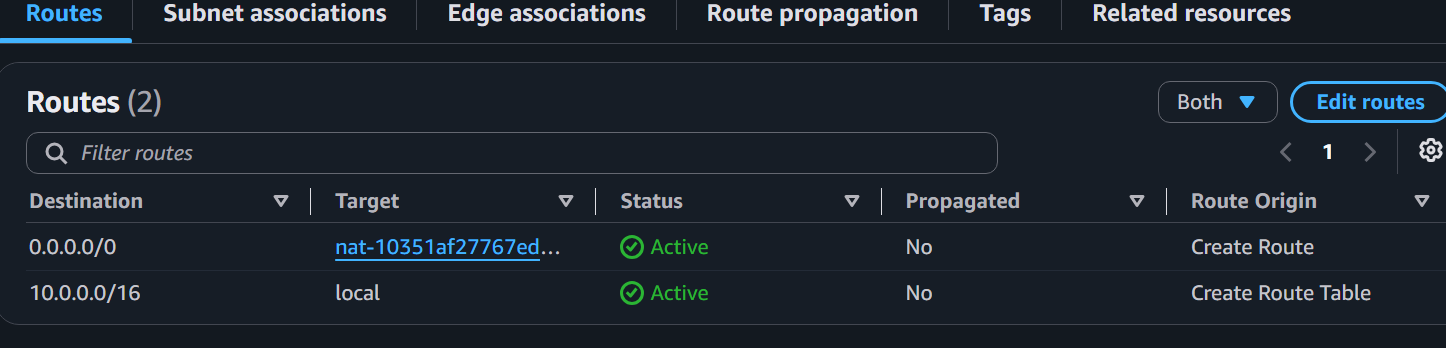 Routes Subnet associations Edge associations Route propagation Tags Related resources
Routes (2)
Both Edit routes
Filter routes
1
Destination Target Status Propagated Route Origin
0.0.0.0/0 nat-10351af27767ed... Active No Create Route
10.0.0.0/16 local Active No Create Route Table